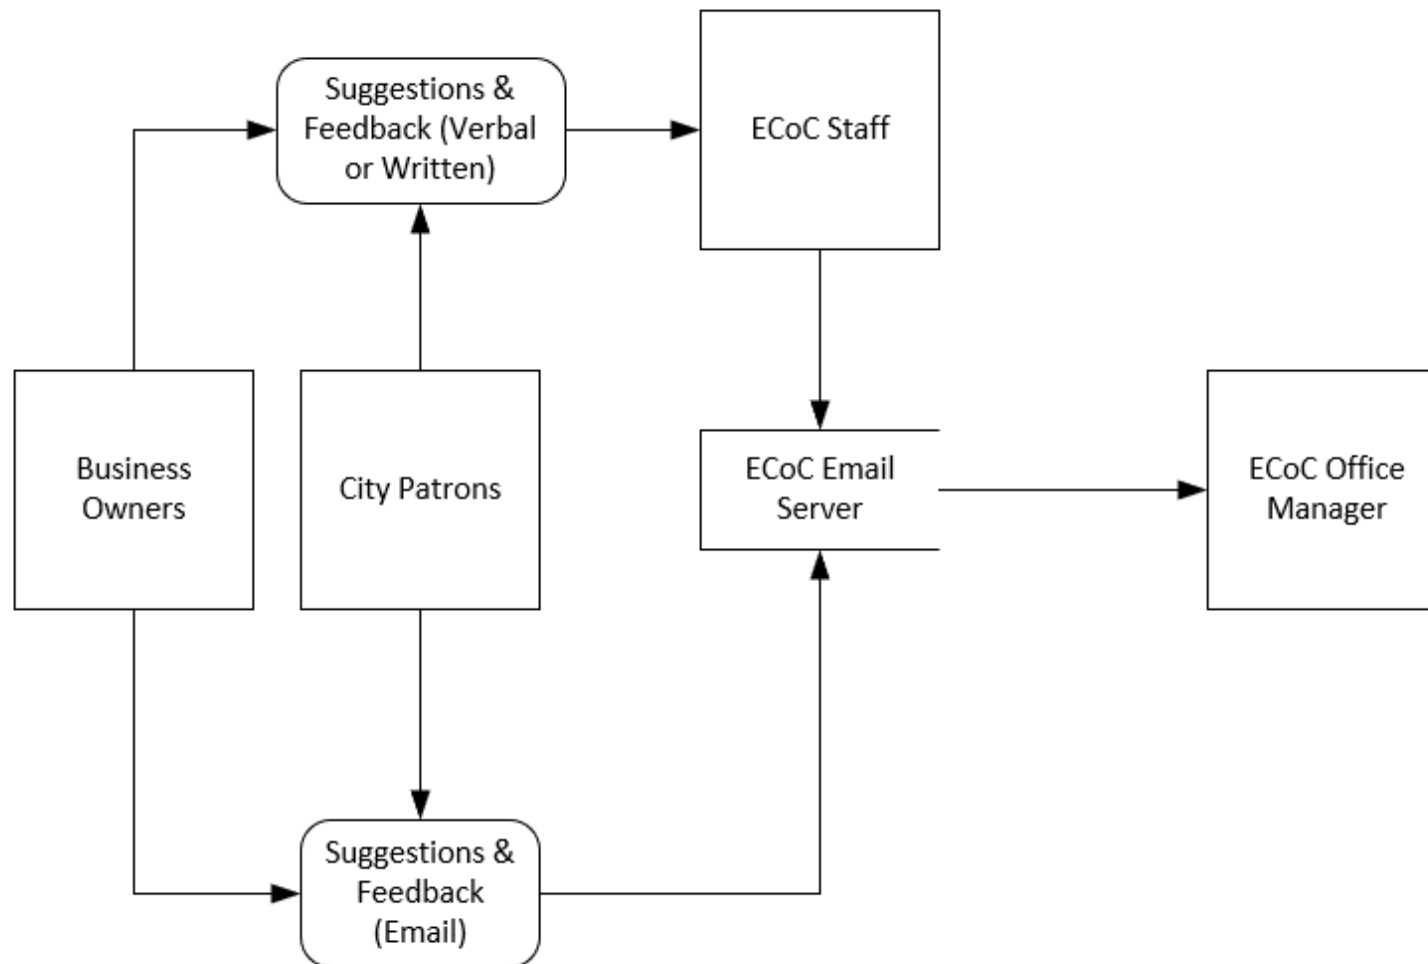 Suggestions &
Feedback (Verbal
or Written)
ECoC Staff
Business
Owners
City Patrons
ECoC Email
Server
ECoC Office
Manager
Suggestions &
Feedback
(Email)